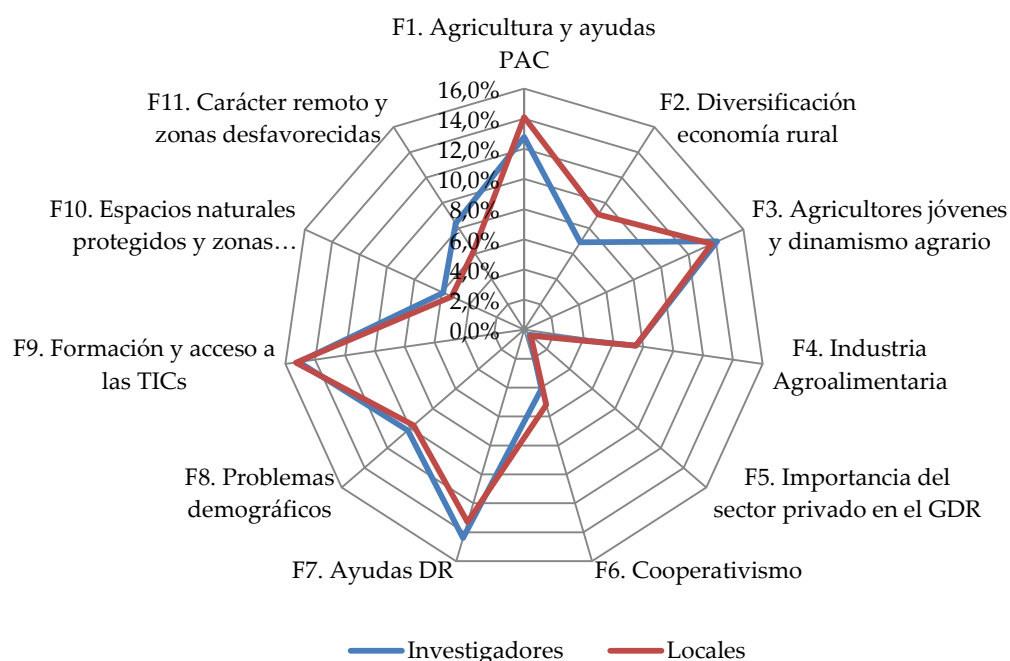 F1. Agricultura y ayudas
PAC
16,0%
14,0%
12,0%
10,0%
8,0%
6,0%
4,0%
2,0%
0,0%
F2. Diversificación
economía rural
F3. Agricultores jóvenes
y dinamismo agrario
F4. Industria
Agroalimentaria
F5. Importancia del
sector privado en el GDR
F6. Cooperativismo
F7. Ayudas DR
F8. Problemas
demográficos
F9. Formación y acceso a
las TICs
F10. Espacios naturales
protegidos y zonas…
F11. Carácter remoto y
zonas desfavorecidas
Investigadores
Locales